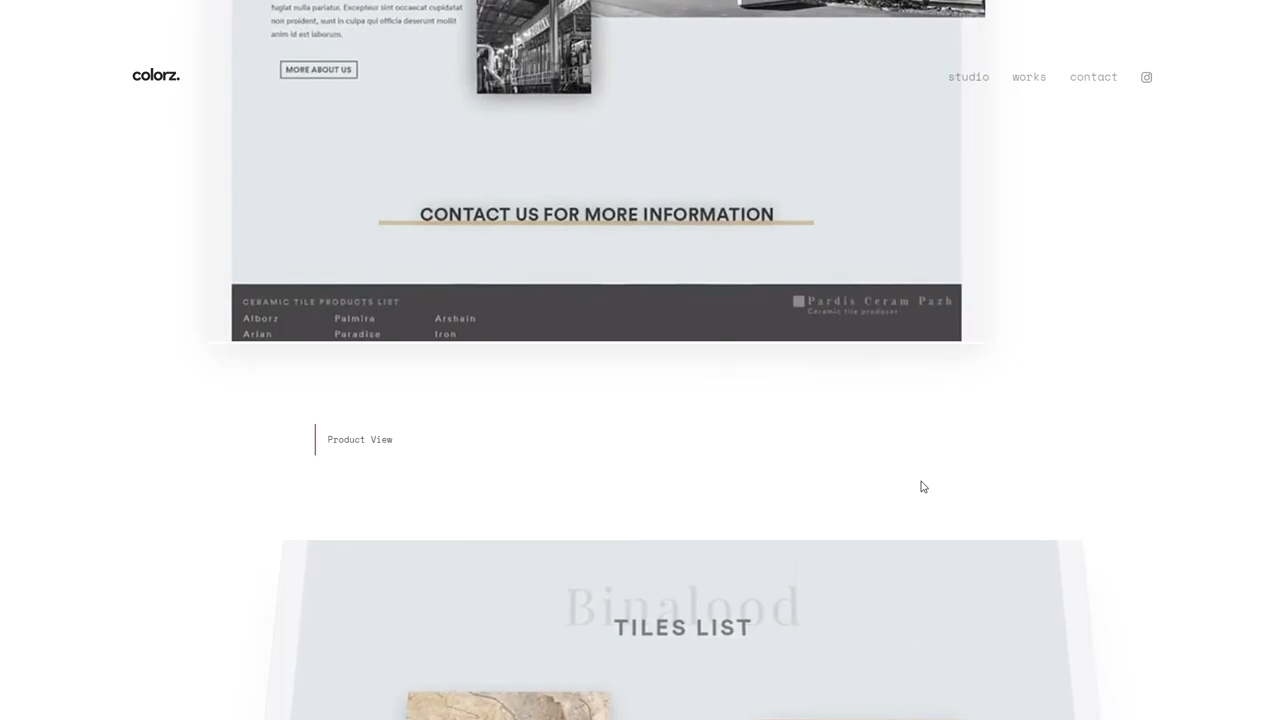 fugiat nulla pariatur. Excepteur sint occaecat cupidatat
non proident, sunt in culpa qui officia deserunt mollit
anim id est laborum.
MORE ABOUT US
colorz.
studio works contact
CONTACT US FOR MORE INFORMATION
CERAMIC TILE PRODUCTS LIST
Alborz Palmira Arshain
Arian Paradise Iron
Pardis Ceram Pazh
Ceramic tile producer
Product View
Binalood
TILES LIST